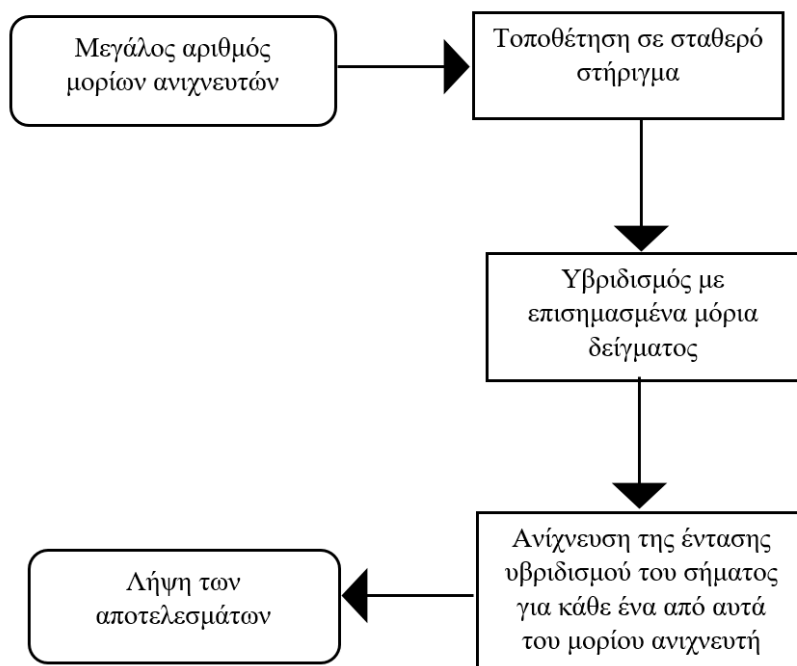 Μεγάλος αριθμός
μορίων ανιχνευτών
Τοποθέτηση σε σταθερό
στήριγμα
Υβριδισμός με
επισημασμένα μόρια
δείγματος
Ανίχνευση της έντασης
υβριδισμού του σήματος
για κάθε ένα από αυτά
του μορίου ανιχνευτή
Λήψη των
αποτελεσμάτων